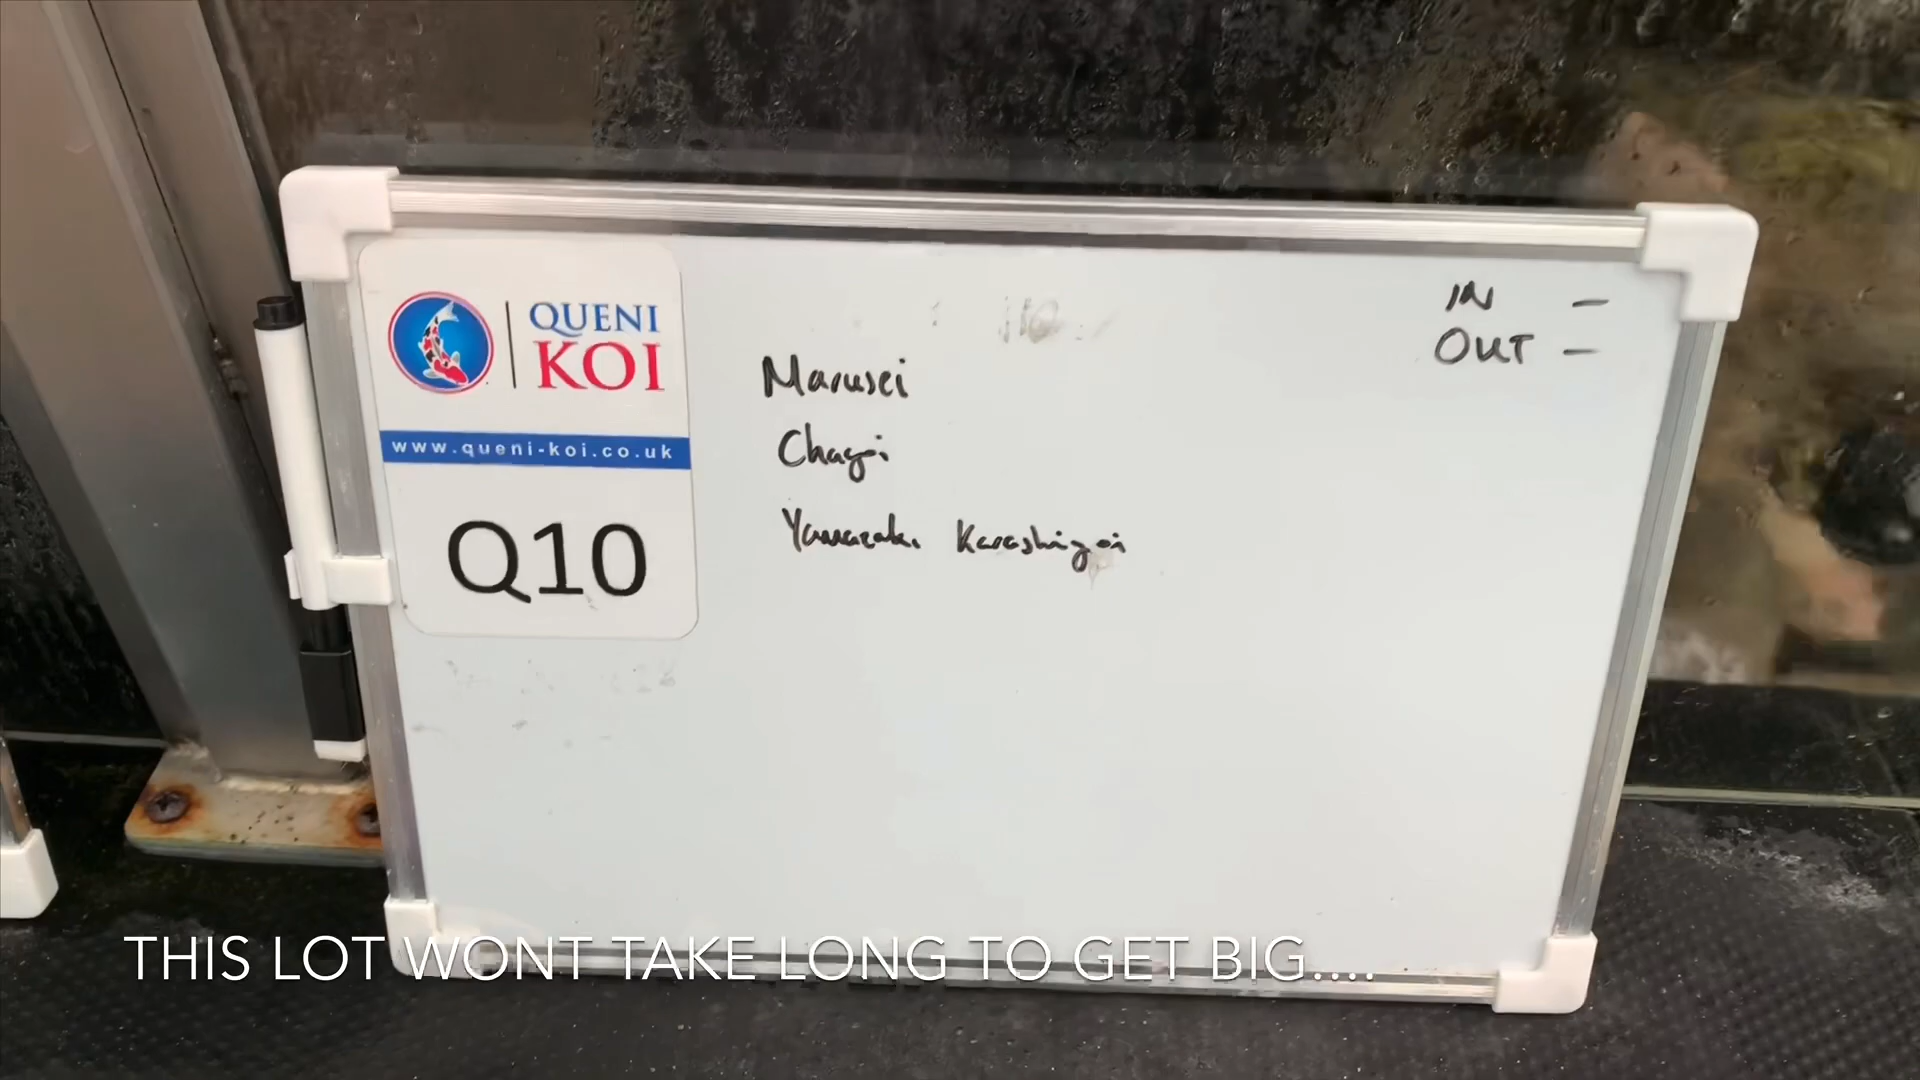 QUENI
KOI
www.queni-koi.co.uk
Q10
IN -
OUT -
Marusei
Chagoi
Yamazaki Karashigoi
THIS LOT WONT TAKE LONG TO GET BIG....